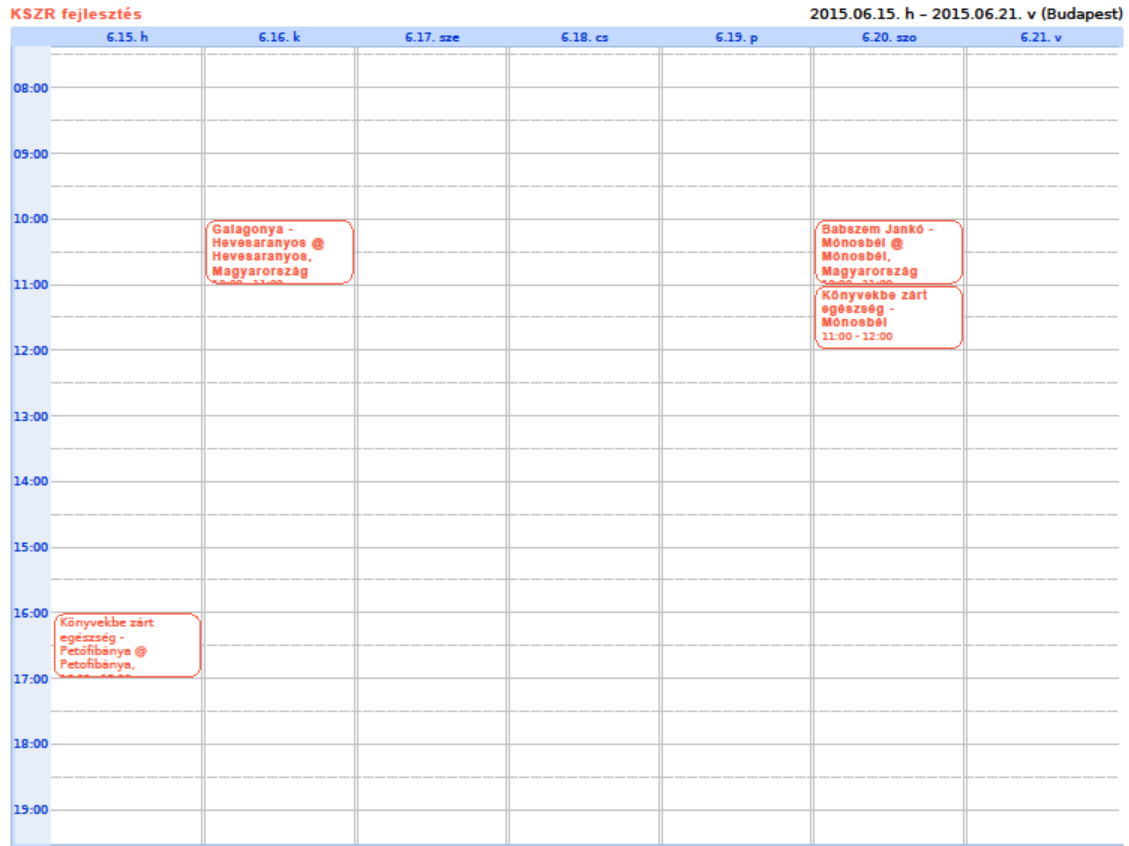 KSZR fejlesztés
2015.06.15. h – 2015.06.21. v (Budapest)
6.15. h 6.16. k 6.17. sze 6.18. cs 6.19. p 6.20. szo 6.21. v
08:00
09:00
10:00
Galagonya -
Hevesaranyos @
Hevesaranyos,
Magyarország
Babszem Jankó -
Mónosbél @
Mónosbél,
Magyarország
11:00
Könyvekbe zárt
egészség -
Mónosbél
11:00 - 12:00
12:00
13:00
14:00
15:00
16:00
Könyvekbe zárt
egészség -
Petőfibánya @
Petofibánya,
17:00
18:00
19:00